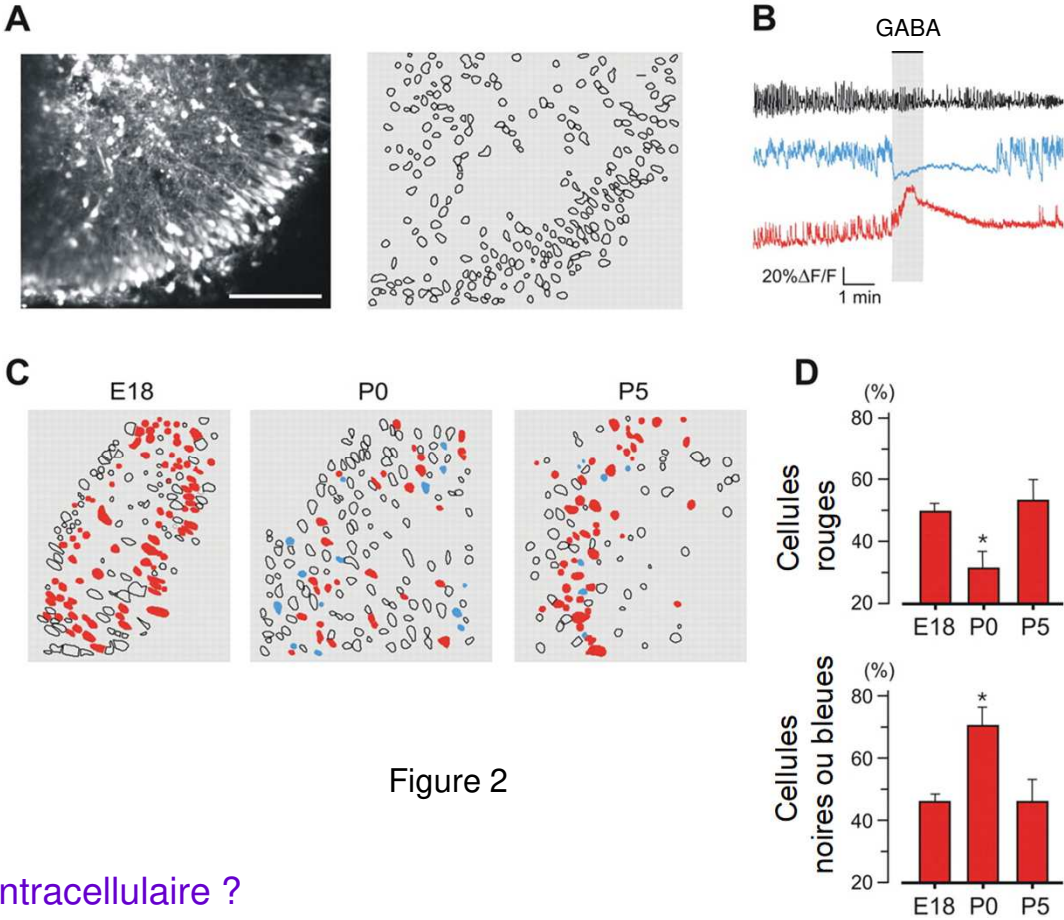 A
B
GABA
20%ΔF/F
1 min
C
E18
P0
P5
D
(%)
80
60
40
20
Cellules
rouges
*
E18 P0 P5
(%)
80
60
40
20
Cellules
noires ou bleues
*
E18 P0 P5
Figure 2
ntracellulaire ?